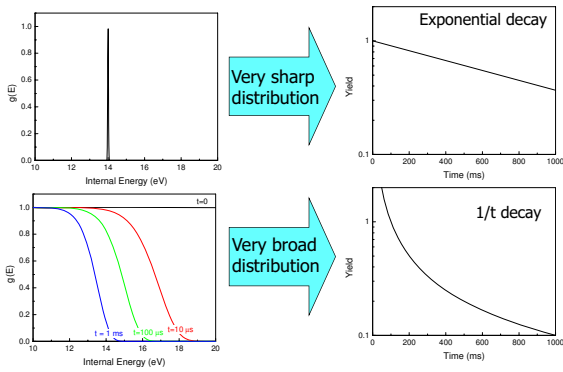 1.0
0.8
0.6
0.4
0.2
0.0
g(E)
10 12 14 16 18 20
Internal Energy (eV)
Very sharp
distribution
Exponential decay
1
0.1
Yield
0 200 400 600 800 1000
Time (ms)
t=0
1.0
0.8
0.6
0.4
0.2
0.0
g(E)
t = 1 ms
t=100 µs
t=10 µs
10 12 14 16 18 20
Internal Energy (eV)
Very broad
distribution
1/t decay
1
0.1
Yield
0 200 400 600 800 1000
Time (ms)